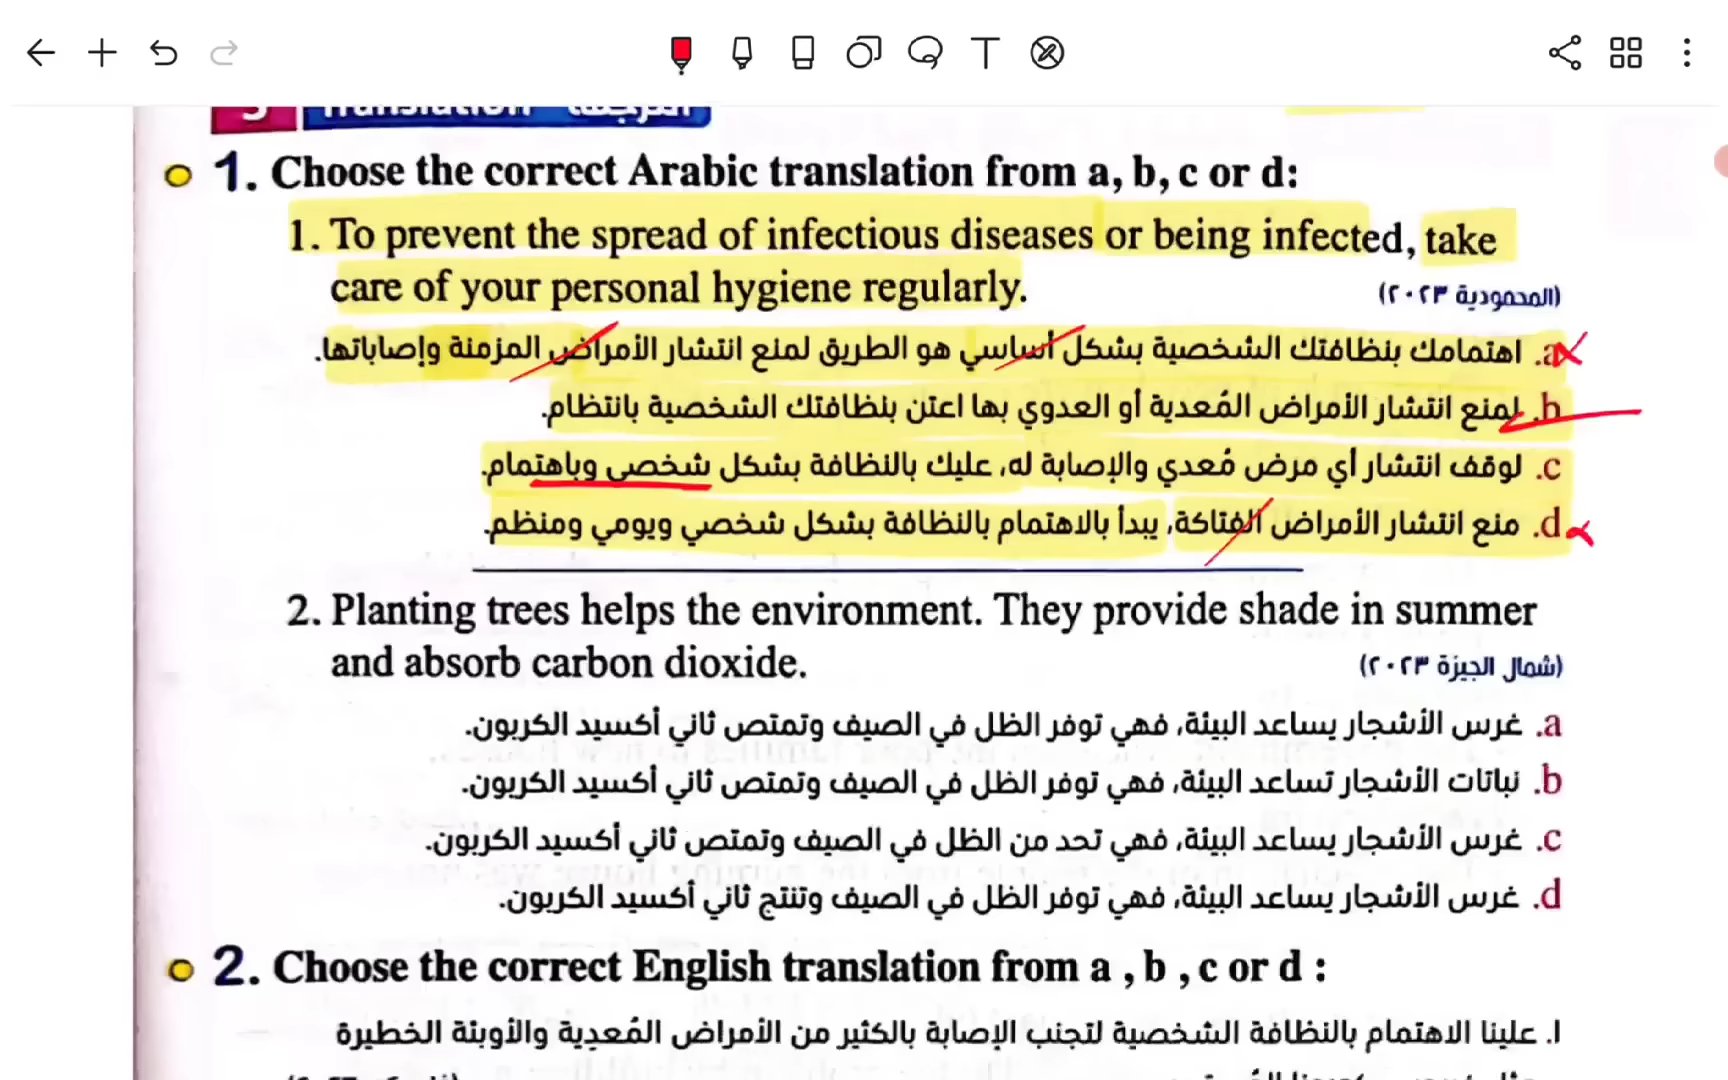 Translation الترجمة
1. Choose the correct Arabic translation from a, b, c or d:
1. To prevent the spread of infectious diseases or being infected, take
care of your personal hygiene regularly.
(المحمودية ٢٠٢٣)
a. اهتمامك بنظافتك الشخصية بشكل أساسي هو الطريق لمنع انتشار الأمراض المزمنة وإصاباتها.
b. لمنع انتشار الأمراض المُعدية أو العدوي بها اعتن بنظافتك الشخصية بانتظام.
c. لوقف انتشار أي مرض مُعدي والإصابة له، عليك بالنظافة بشكل شخصى وباهتمام.
d. منع انتشار الأمراض الفتاكة، يبدأ بالاهتمام بالنظافة بشكل شخصي ويومي ومنظم.
2. Planting trees helps the environment. They provide shade in summer
and absorb carbon dioxide.
(شمال الجيزة ٢٠٢٣)
a. غرس الأشجار يساعد البيئة، فهي توفر الظل في الصيف وتمتص ثاني أكسيد الكربون.
b. نباتات الأشجار تساعد البيئة، فهي توفر الظل في الصيف وتمتص ثاني أكسيد الكربون.
c. غرس الأشجار يساعد البيئة، فهي تحد من الظل في الصيف وتمتص ثاني أكسيد الكربون.
d. غرس الأشجار يساعد البيئة، فهي توفر الظل في الصيف وتنتج ثاني أكسيد الكربون.
2. Choose the correct English translation from a , b , c or d :
١. علينا الاهتمام بالنظافة الشخصية لتجنب الإصابة بالكثير من الأمراض المُعدِية والأوبئة الخطيرة